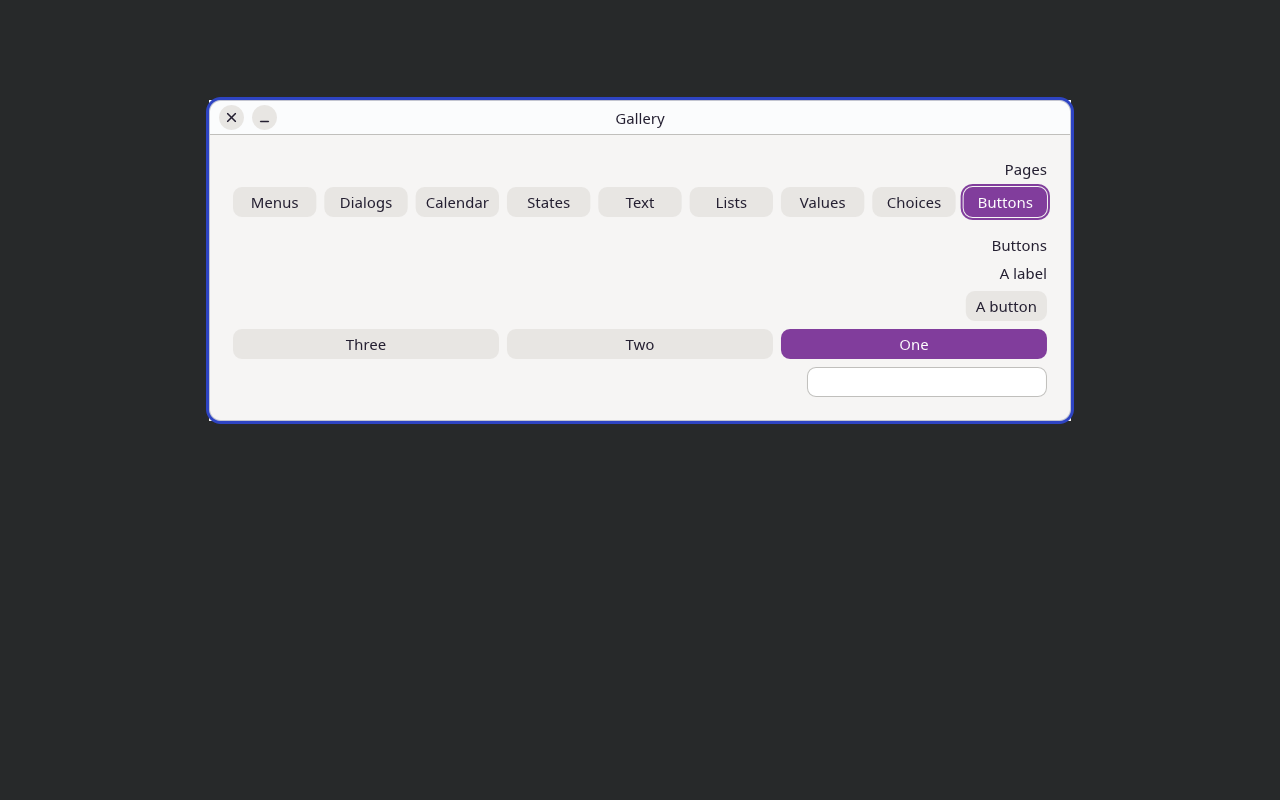 Gallery
Pages
Menus Dialogs Calendar States Text Lists Values Choices Buttons
Buttons
A label
A button
Three Two One